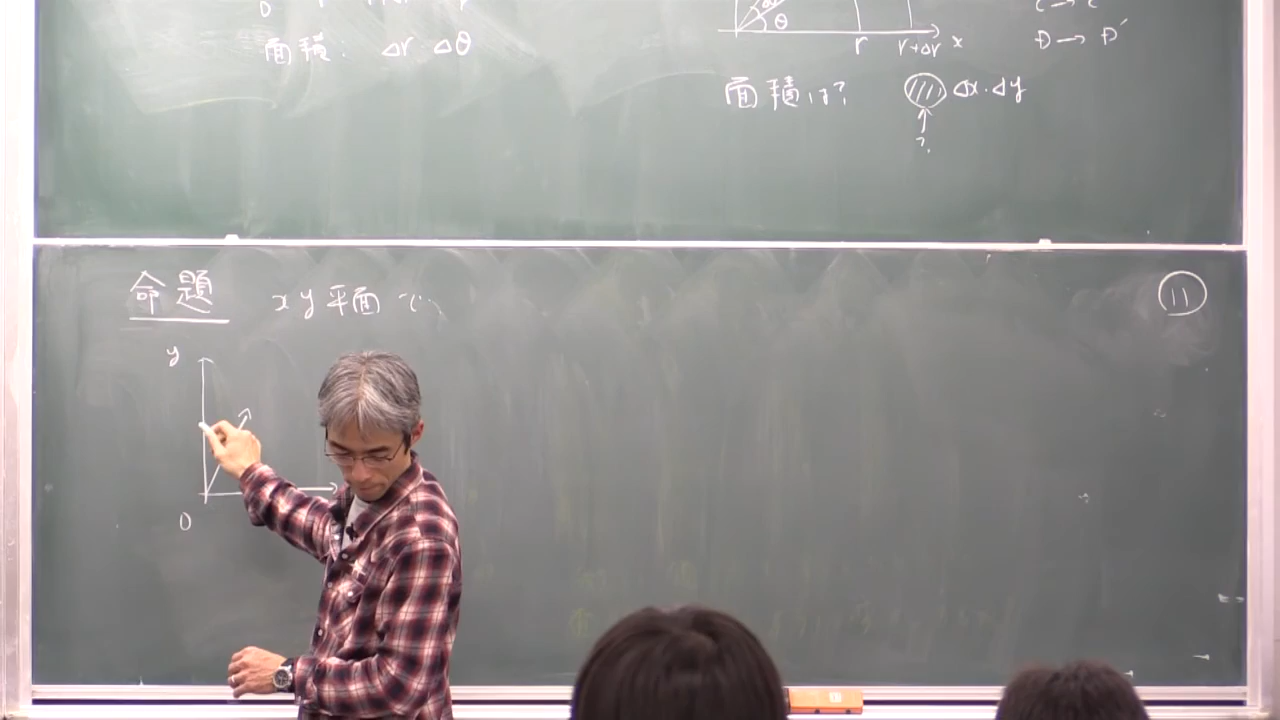 面積: Δr Δθ
θ
r r+Δr x
D → D′
面積は? Δx・Δy
?
命題 xy平面で
11
y
0